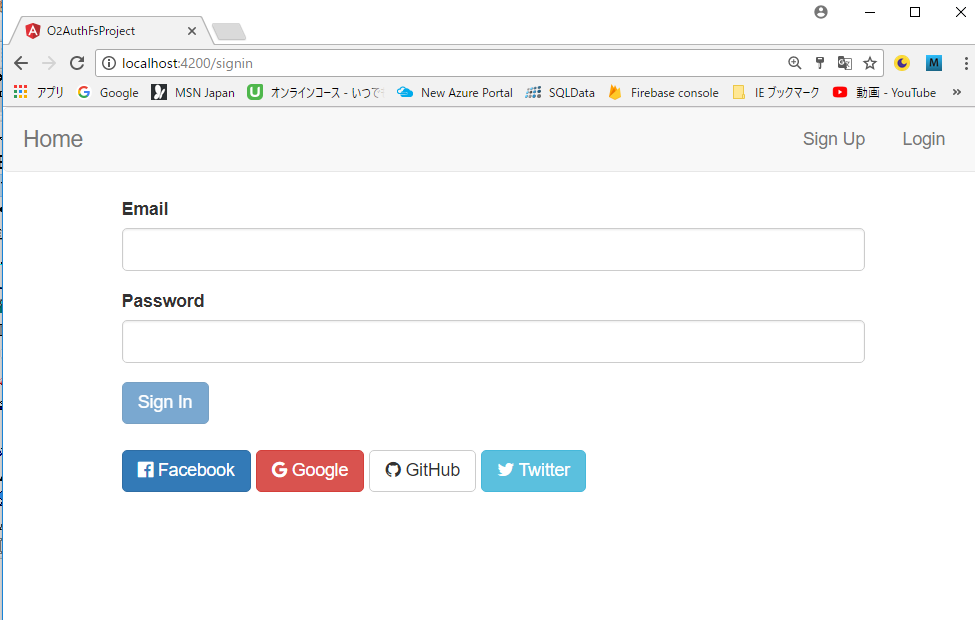 O2AuthFsProject
localhost:4200/signin
アプリ Google MSN Japan オンラインコース - いつで New Azure Portal SQLData Firebase console IE ブックマーク 動画 - YouTube »
Home Sign Up Login
Email
Password
Sign In
Facebook Google GitHub Twitter